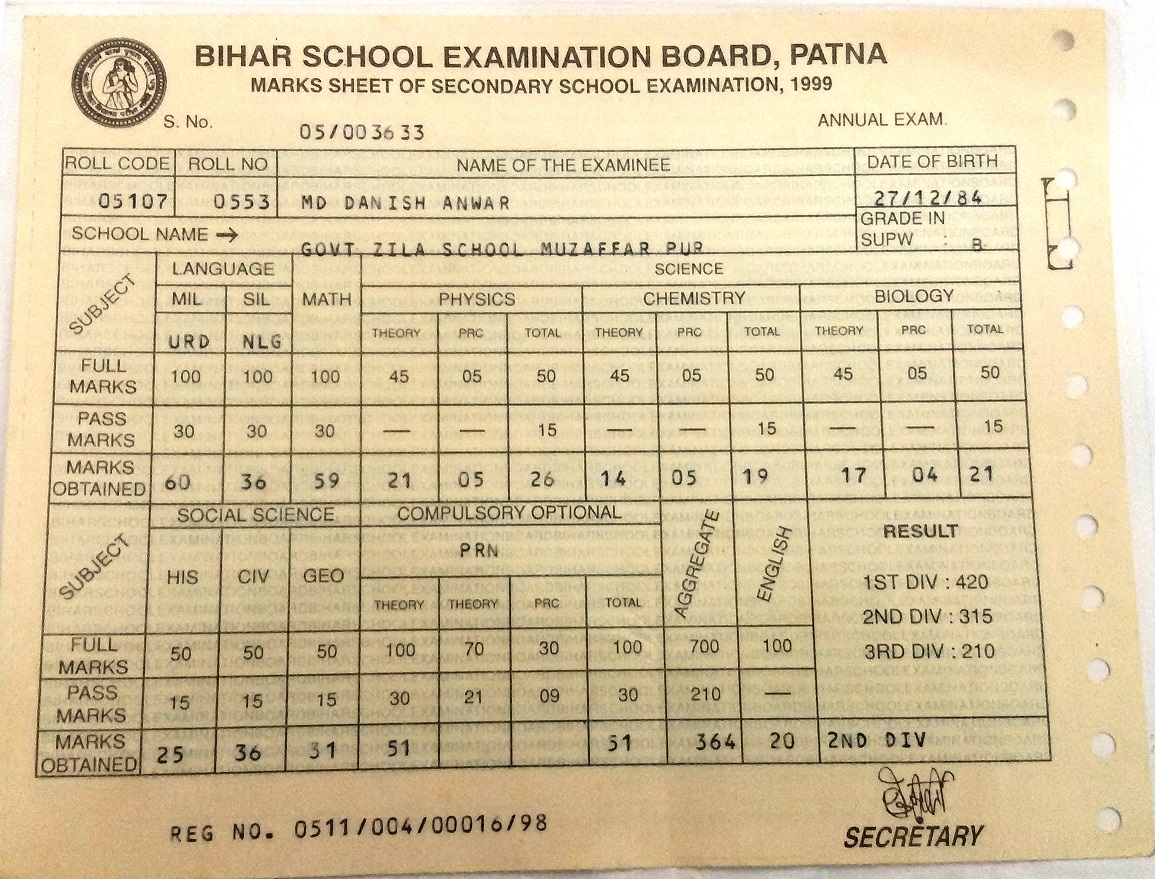 BIHAR SCHOOL EXAMINATION BOARD, PATNA
MARKS SHEET OF SECONDARY SCHOOL EXAMINATION, 1999
S. No. 05/003633 ANNUAL EXAM.
ROLL CODE ROLL NO NAME OF THE EXAMINEE DATE OF BIRTH
05107 0553 MD DANISH ANWAR 27/12/84
SCHOOL NAME → GOVT ZILA SCHOOL MUZAFFAR PUR GRADE IN SUPW : B
SUBJECT LANGUAGE MATH SCIENCE
MIL SIL PHYSICS CHEMISTRY BIOLOGY
URD NLG THEORY PRC TOTAL THEORY PRC TOTAL THEORY PRC TOTAL
FULL MARKS 100 100 100 45 05 50 45 05 50 45 05 50
PASS MARKS 30 30 30 — — 15 — — 15 — — 15
MARKS OBTAINED 60 36 59 21 05 26 14 05 19 17 04 21
SUBJECT SOCIAL SCIENCE COMPULSORY OPTIONAL AGGREGATE ENGLISH RESULT
PRN
HIS CIV GEO 1ST DIV : 420
THEORY THEORY PRC TOTAL 2ND DIV : 315
FULL MARKS 50 50 50 100 70 30 100 700 100 3RD DIV : 210
PASS MARKS 15 15 15 30 21 09 30 210 —
MARKS OBTAINED 25 36 31 51 51 364 20 2ND DIV
REG NO. 0511/004/00016/98
SECRETARY